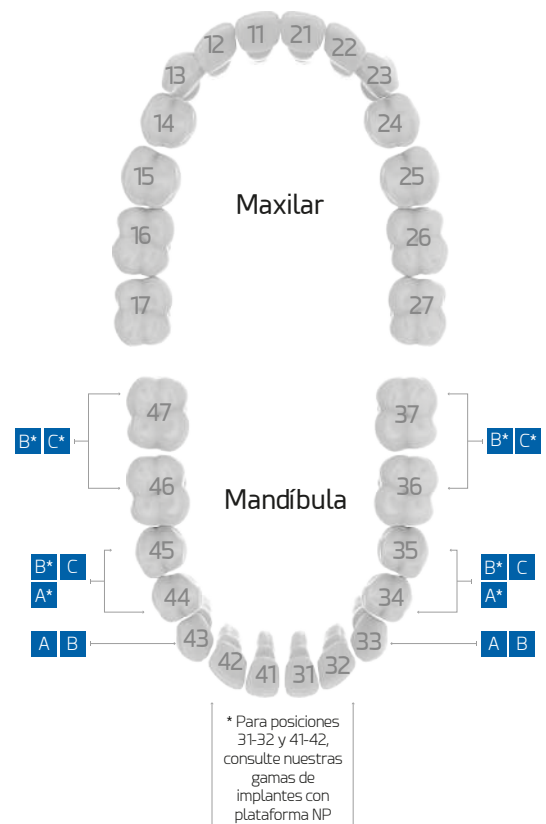 11 21
12 22
13 23
14 24
15 25
Maxilar
16 26
17 27
47 37
B* C* B* C*
46 36
Mandíbula
45 35
B* C B* C
A* A*
44 34
A B 43 33 A B
42 32
41 31
* Para posiciones
31-32 y 41-42,
consulte nuestras
gamas de
implantes con
plataforma NP